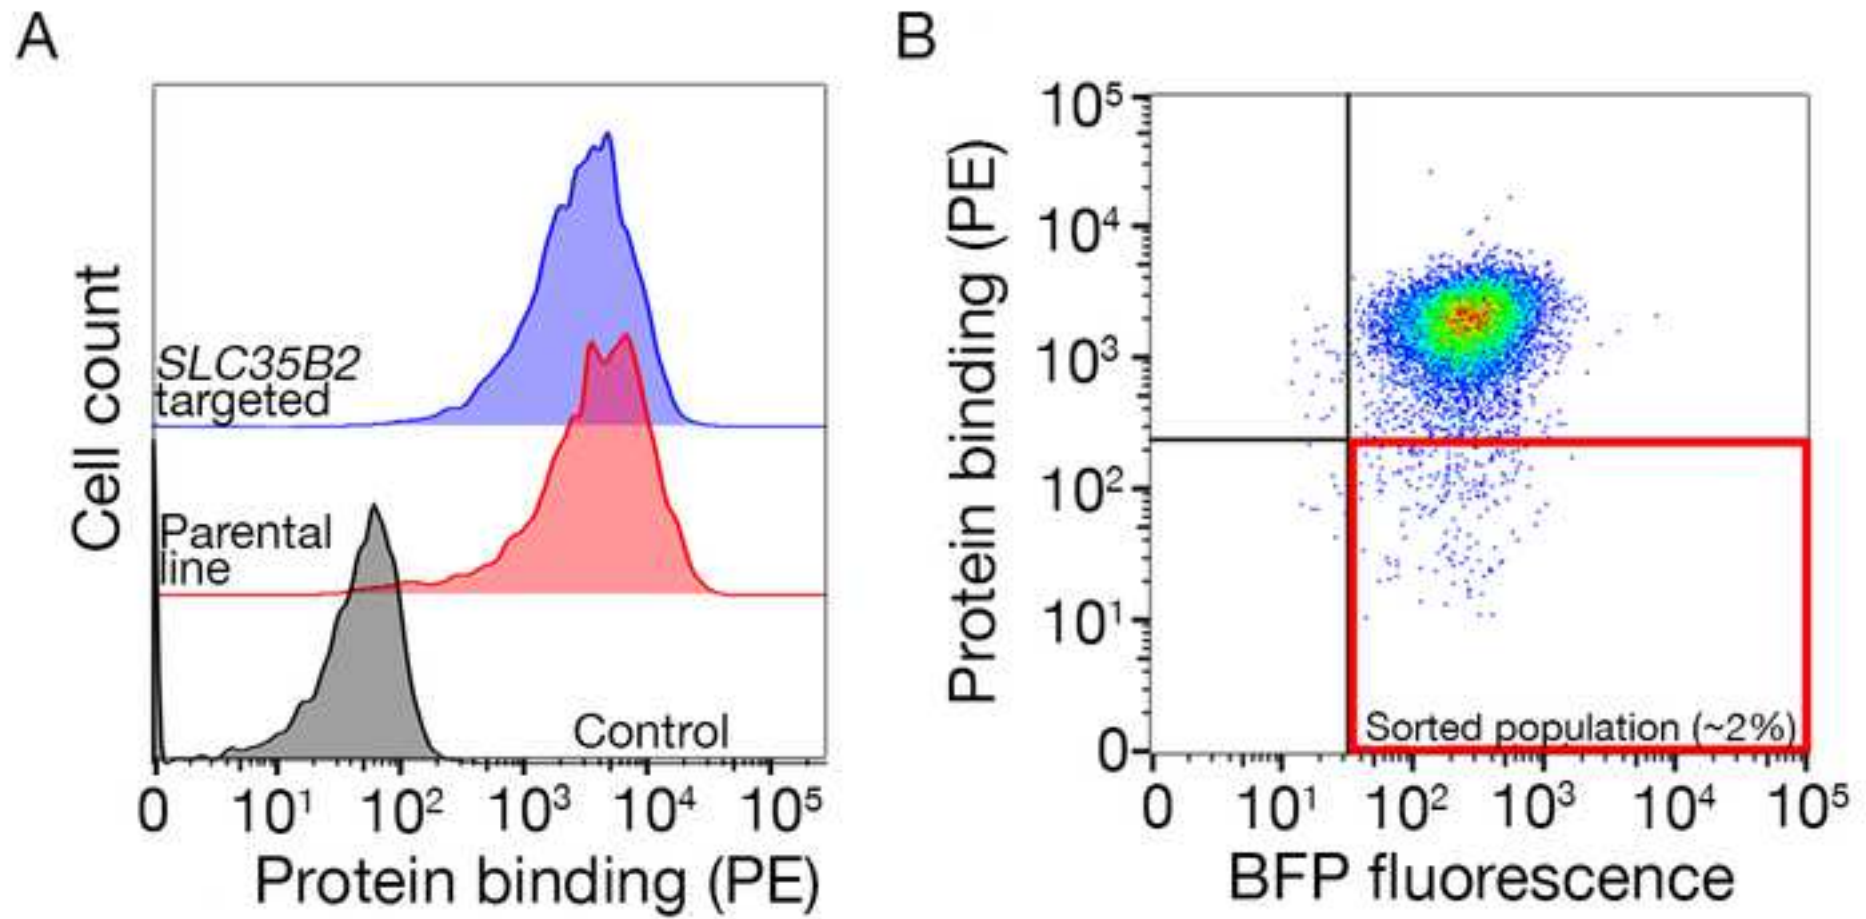 A
Cell count
SLC35B2
targeted
Parental
line
Control
0 10¹ 10² 10³ 10⁴ 10⁵
Protein binding (PE)
B
Protein binding (PE)
10⁵
10⁴
10³
10²
10¹
0
Sorted population (~2%)
0 10¹ 10² 10³ 10⁴ 10⁵
BFP fluorescence